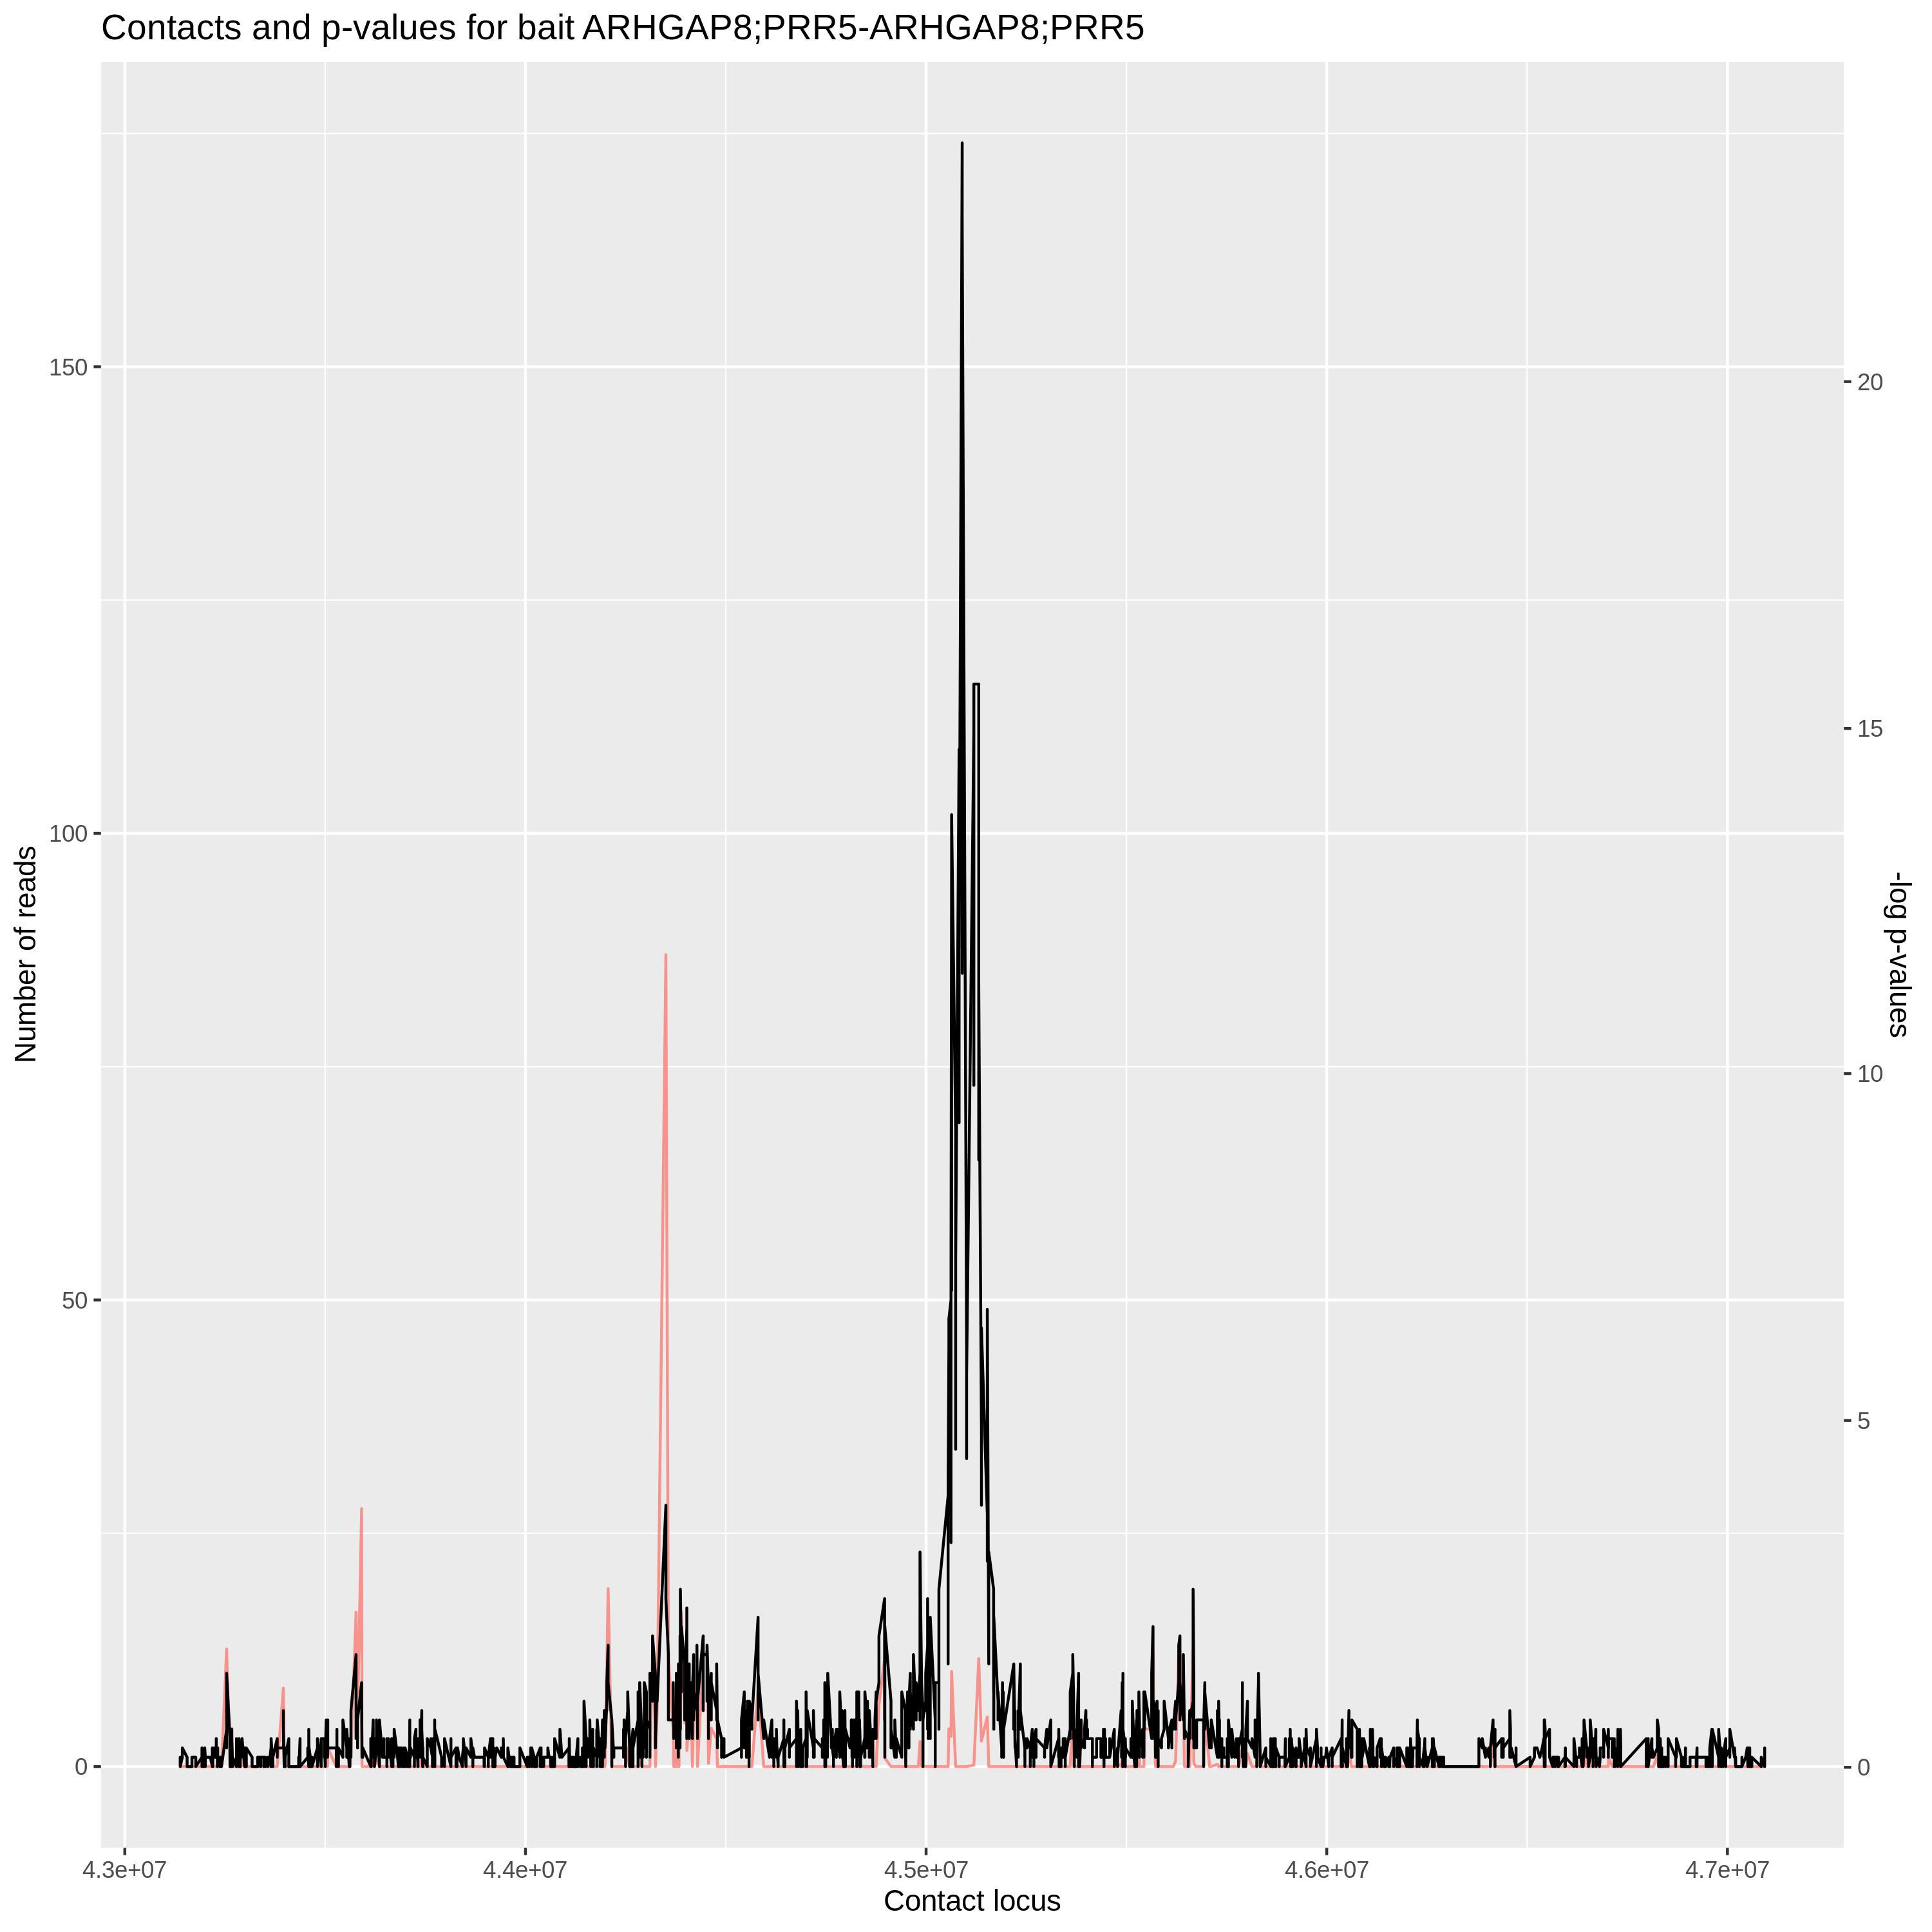 Contacts and p-values for bait ARHGAP8;PRR5-ARHGAP8;PRR5
150
100
50
0
Number of reads
20
15
10
5
0
-log p-values
4.3e+07
4.4e+07
4.5e+07
4.6e+07
4.7e+07
Contact locus